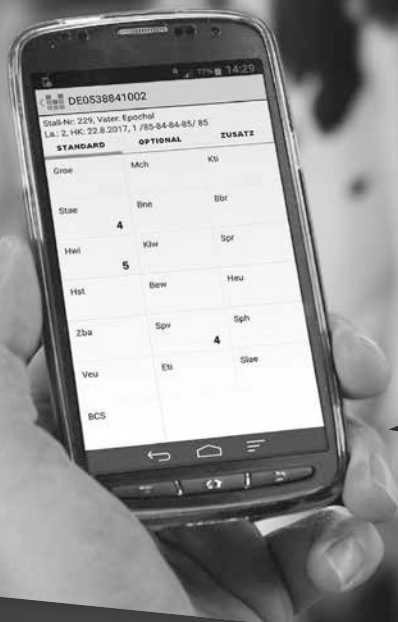 77% 14:29
DE0538841002
Stall-Nr: 229, Vater: Epochal
La.: 2, HK: 22.8.2017, 1 /85-84-84-85/ 85
STANDARD OPTIONAL ZUSATZ
Groe Mch Kti
Stae 4 Bne Bbr
Hwi 5 Klw Spr
Hst Bew Heu
Zba Spv 4 Sph
Veu Eti Slae
BCS